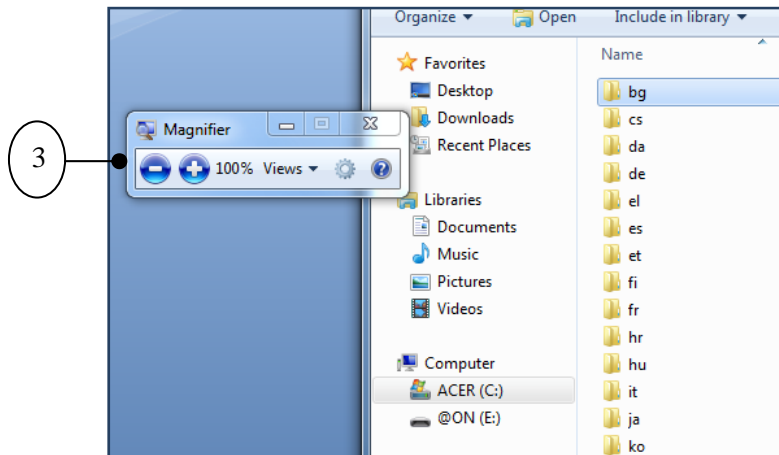 Organize Open Include in library
Name
Favorites
Desktop
Downloads
Recent Places
Libraries
Documents
Music
Pictures
Videos
Computer
ACER (C:)
@ON (E:)
bg
cs
da
de
el
es
et
fi
fr
hr
hu
it
ja
ko
Magnifier
100% Views
3